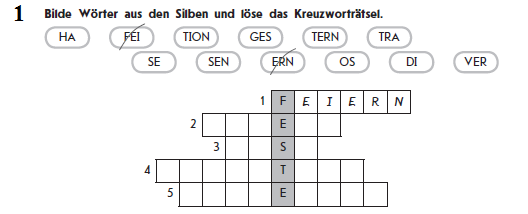 1 Bilde Wörter aus den Silben und löse das Kreuzworträtsel.
HA FEI TION GES TERN TRA
SE SEN ERN OS DI VER
1 F E I E R N
2 E
3 S
4 T
5 E